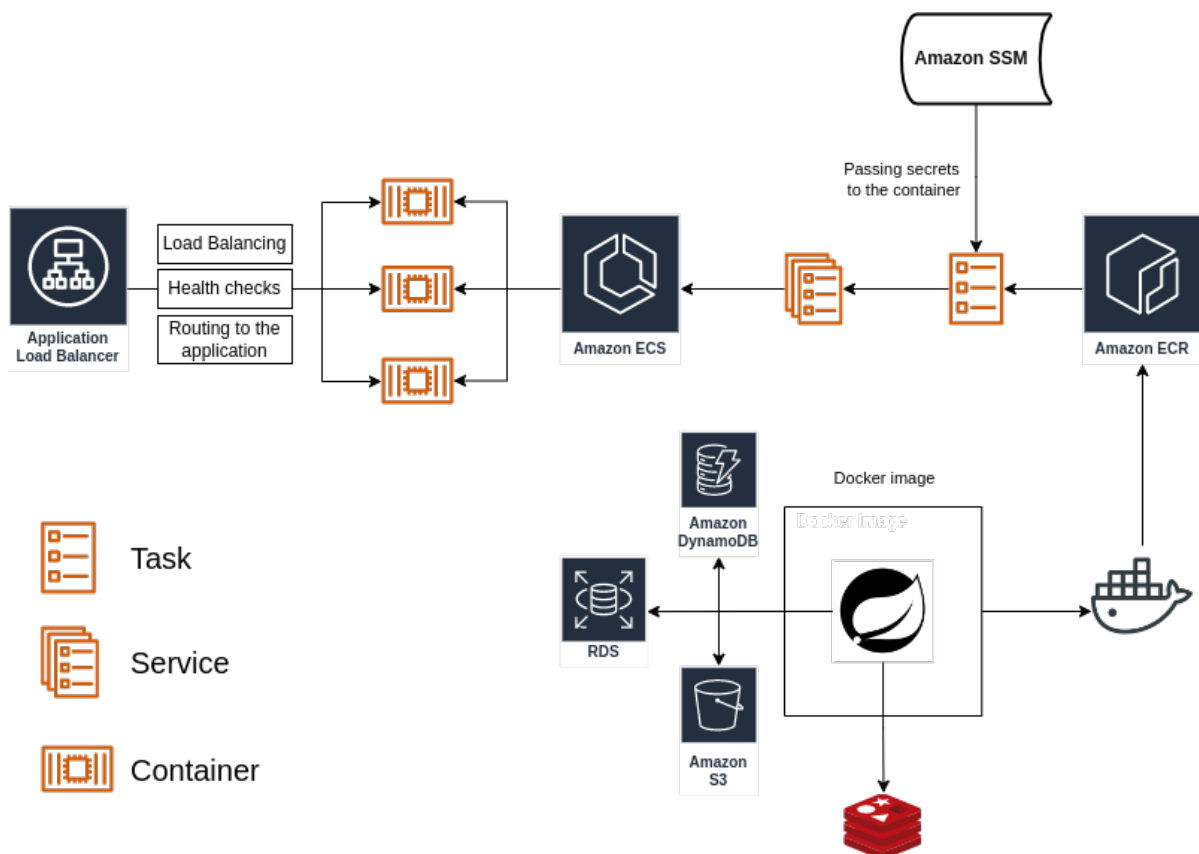 Amazon SSM
Passing secrets
to the container
Load Balancing
Health checks
Routing to the
application
Application
Load Balancer
Amazon ECS
Amazon ECR
Docker image
Docker Image
Amazon
DynamoDB
RDS
Amazon
S3
Task
Service
Container